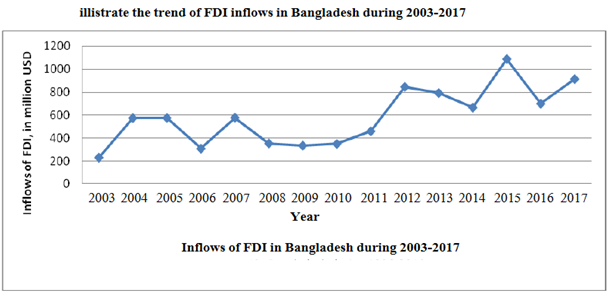 illistrate the trend of FDI inflows in Bangladesh during 2003-2017
1200
1000
800
600
400
200
0
Inflows of FDI, in million USD
2003 2004 2005 2006 2007 2008 2009 2010 2011 2012 2013 2014 2015 2016 2017
Year
Inflows of FDI in Bangladesh during 2003-2017